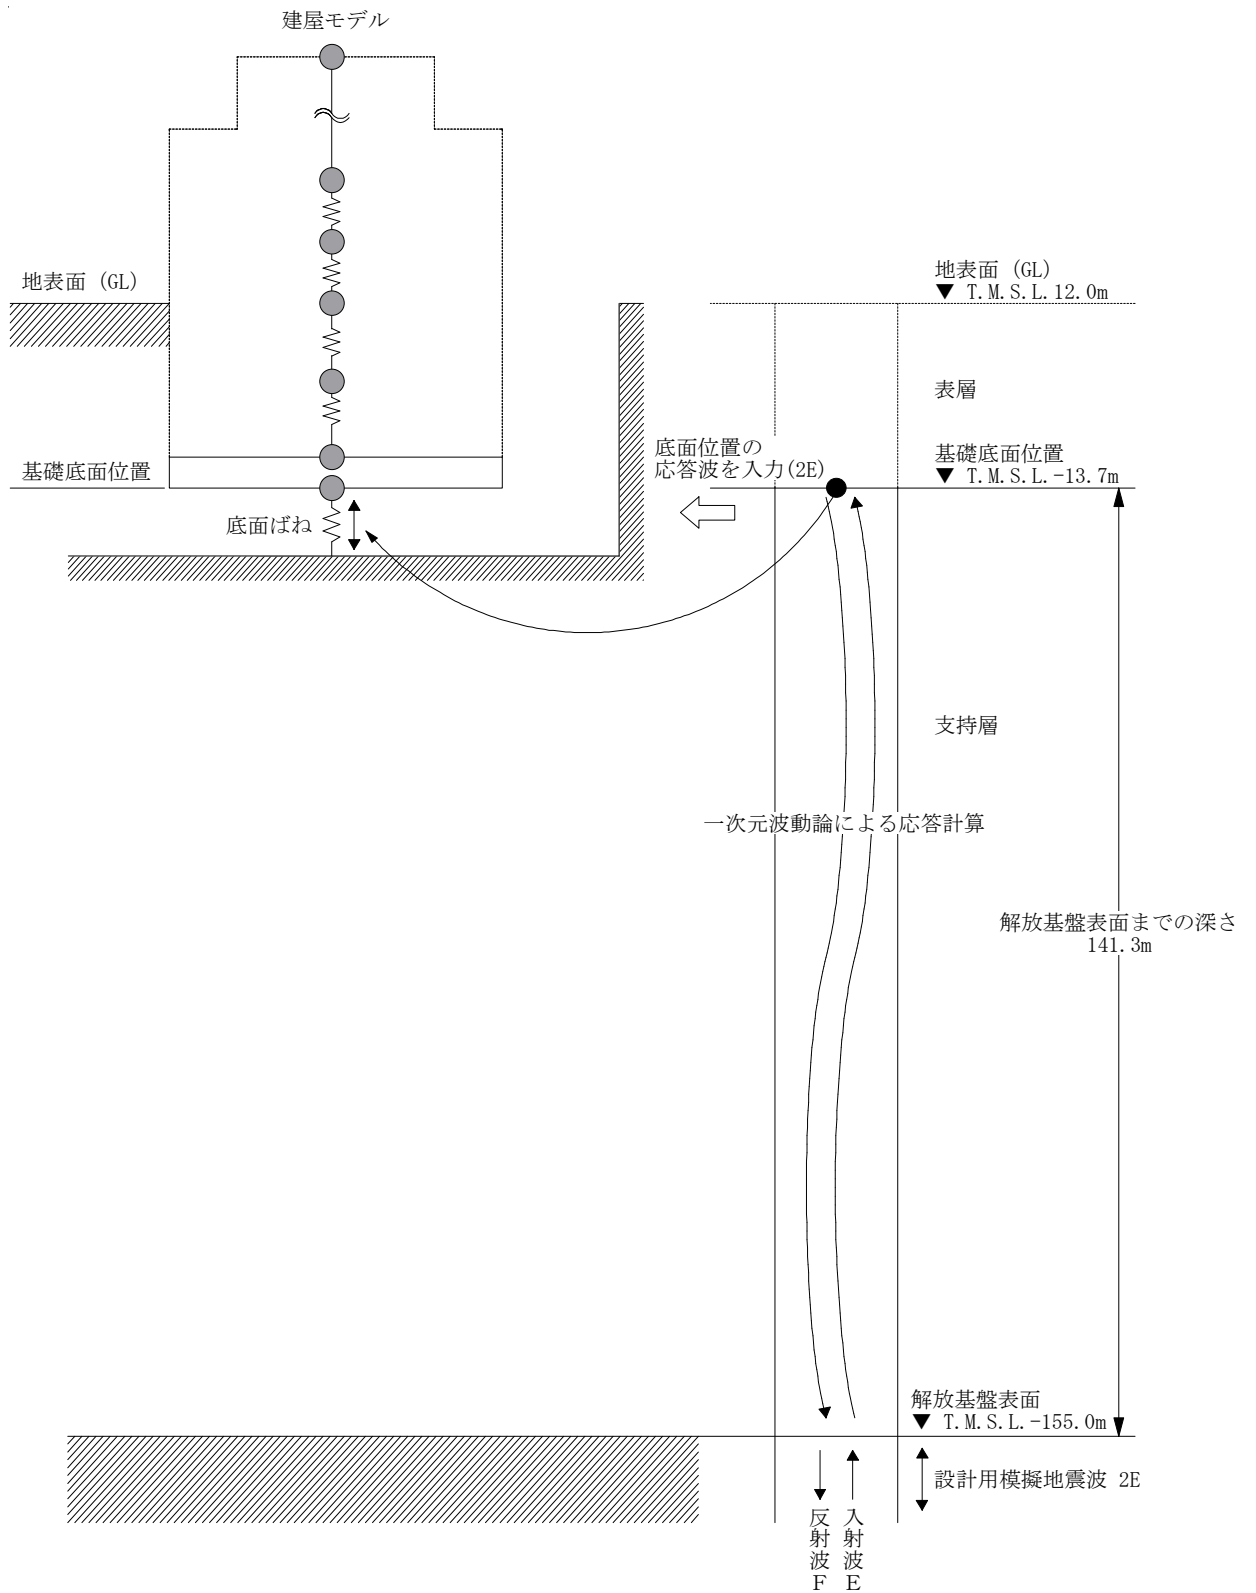 建屋モデル
地表面 (GL)
地表面 (GL)
▼ T.M.S.L.12.0m
表層
底面位置の
応答波を入力(2E)
基礎底面位置
基礎底面位置
▼ T.M.S.L.-13.7m
底面ばね
支持層
一次元波動論による応答計算
解放基盤表面までの深さ
141.3m
解放基盤表面
▼ T.M.S.L.-155.0m
設計用模擬地震波 2E
反射波F
入射波E